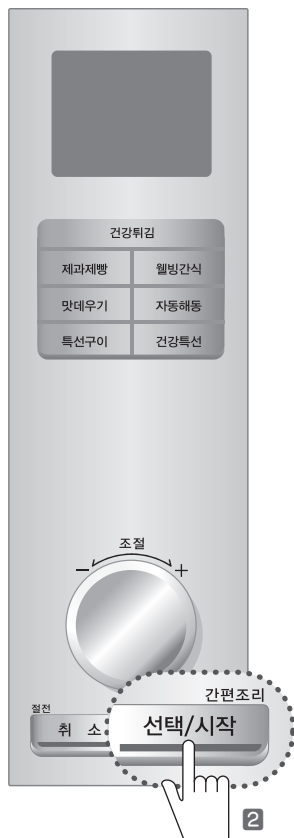 건강튀김
제과제빵 웰빙간식
맛데우기 자동해동
특선구이 건강특선
조절
− +
간편조리
절전
취 소 선택/시작
2